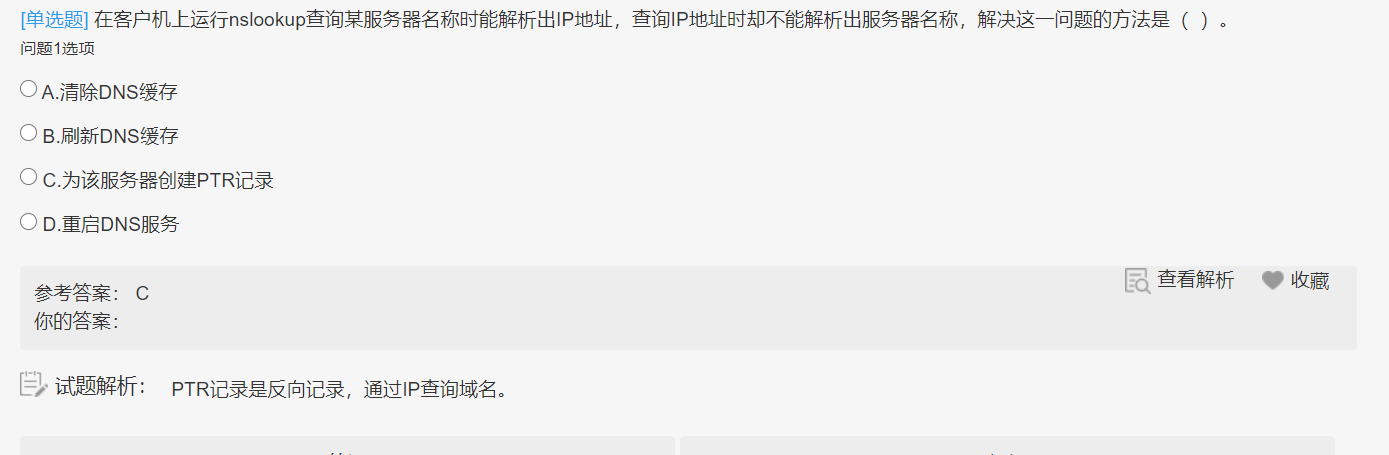 [单选题] 在客户机上运行nslookup查询某服务器名称时能解析出IP地址，查询IP地址时却不能解析出服务器名称，解决这一问题的方法是（ ）。
问题1选项
A.清除DNS缓存
B.刷新DNS缓存
C.为该服务器创建PTR记录
D.重启DNS服务
查看解析 收藏
参考答案： C
你的答案：
试题解析： PTR记录是反向记录，通过IP查询域名。